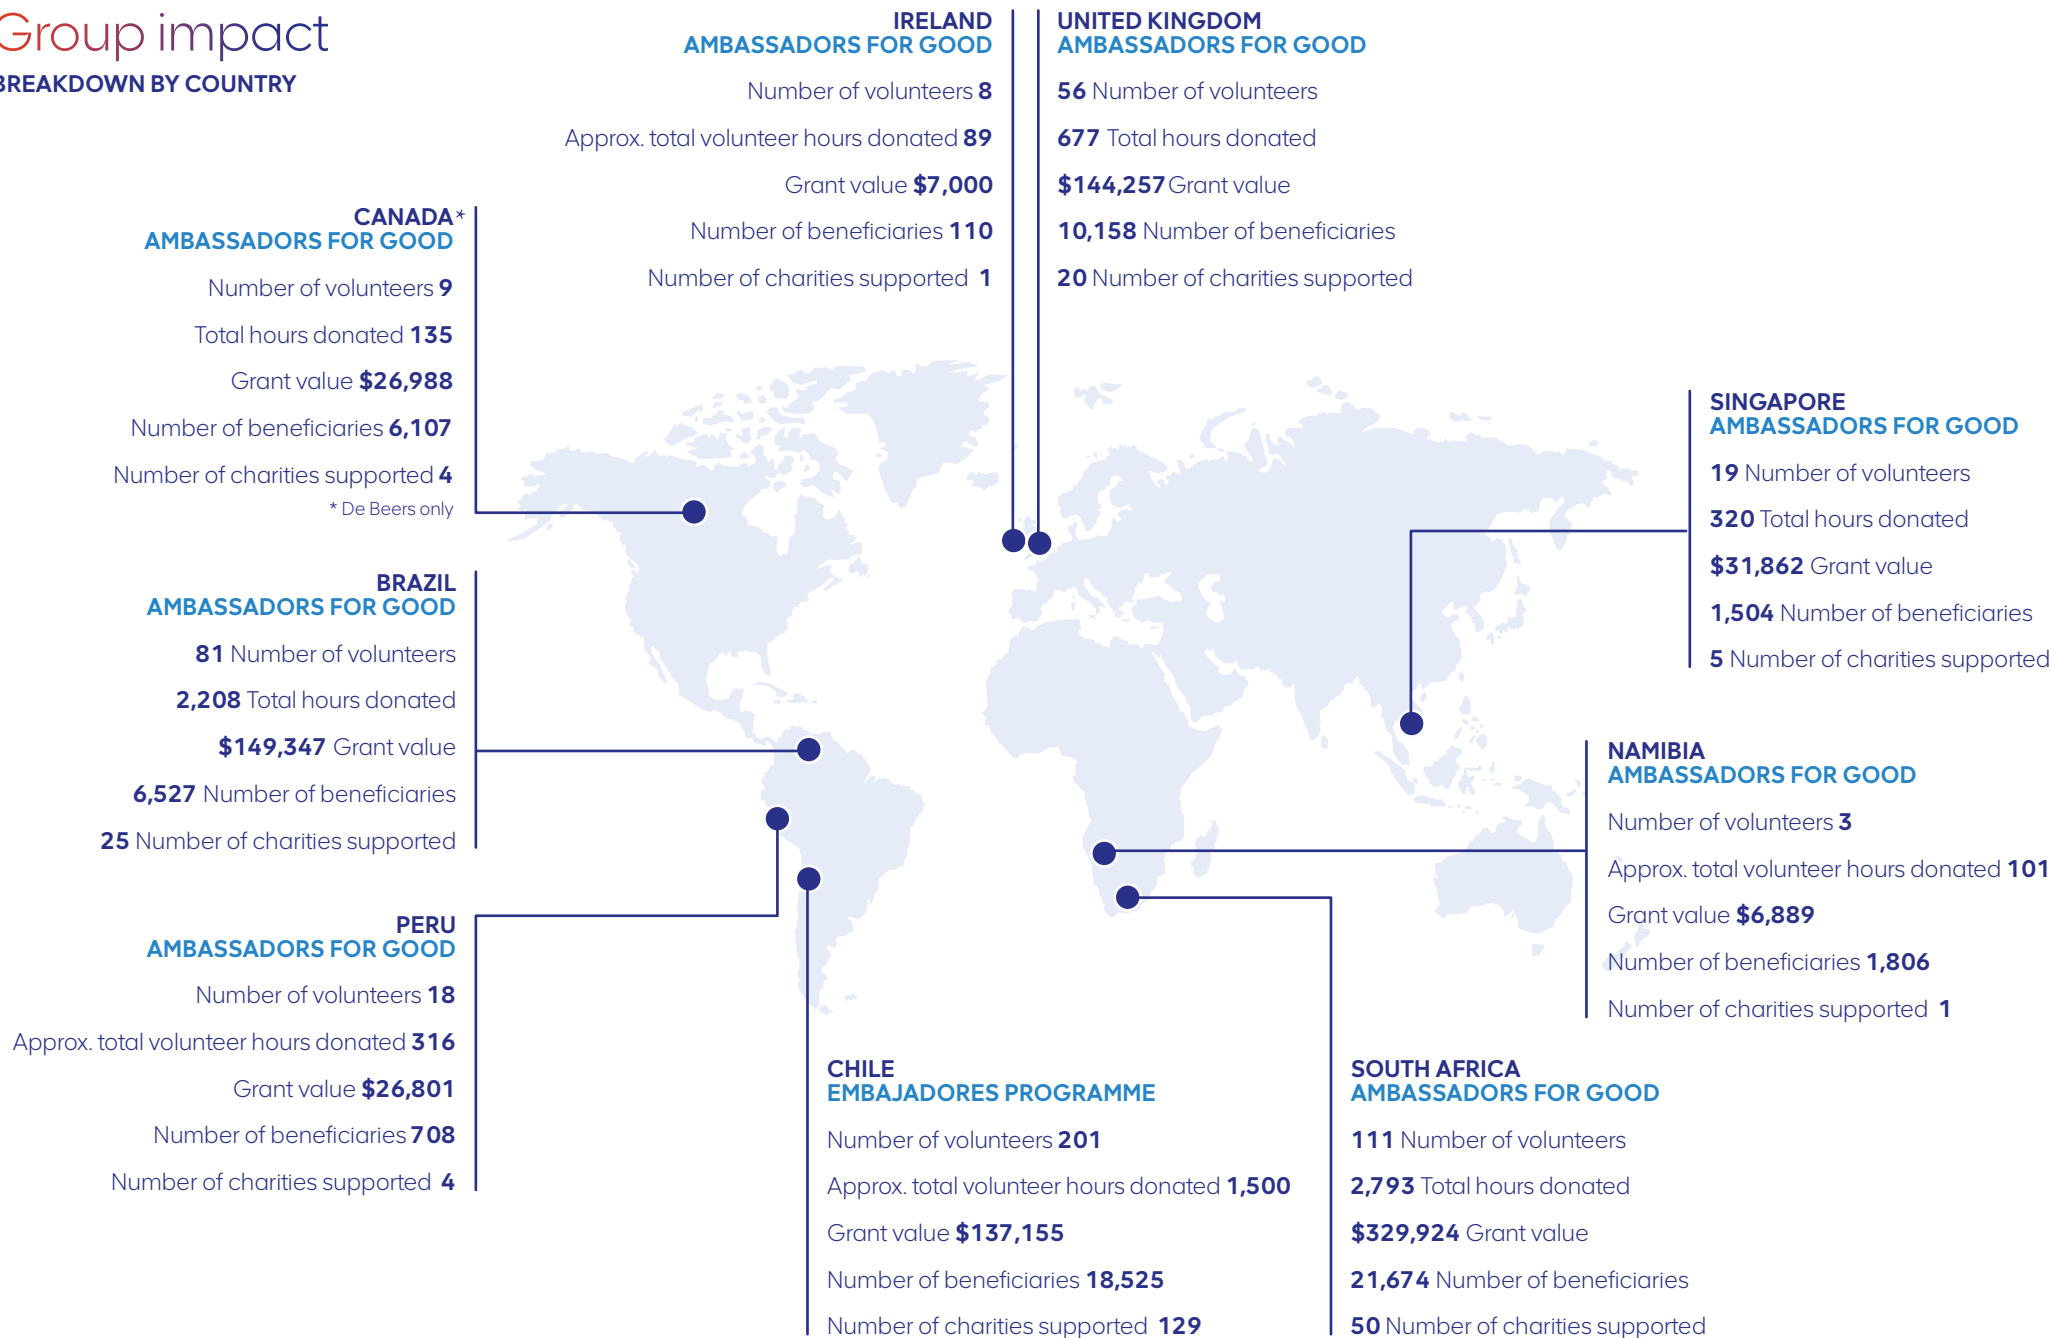 Group impact
BREAKDOWN BY COUNTRY
IRELAND
AMBASSADORS FOR GOOD
Number of volunteers 8
Approx. total volunteer hours donated 89
Grant value $7,000
Number of beneficiaries 110
Number of charities supported 1
UNITED KINGDOM
AMBASSADORS FOR GOOD
56 Number of volunteers
677 Total hours donated
$144,257 Grant value
10,158 Number of beneficiaries
20 Number of charities supported
CANADA*
AMBASSADORS FOR GOOD
Number of volunteers 9
Total hours donated 135
Grant value $26,988
Number of beneficiaries 6,107
Number of charities supported 4
* De Beers only
SINGAPORE
AMBASSADORS FOR GOOD
19 Number of volunteers
320 Total hours donated
$31,862 Grant value
1,504 Number of beneficiaries
5 Number of charities supported
BRAZIL
AMBASSADORS FOR GOOD
81 Number of volunteers
2,208 Total hours donated
$149,347 Grant value
6,527 Number of beneficiaries
25 Number of charities supported
NAMIBIA
AMBASSADORS FOR GOOD
Number of volunteers 3
Approx. total volunteer hours donated 101
Grant value $6,889
Number of beneficiaries 1,806
Number of charities supported 1
PERU
AMBASSADORS FOR GOOD
Number of volunteers 18
Approx. total volunteer hours donated 316
Grant value $26,801
Number of beneficiaries 708
Number of charities supported 4
CHILE
EMBAJADORES PROGRAMME
Number of volunteers 201
Approx. total volunteer hours donated 1,500
Grant value $137,155
Number of beneficiaries 18,525
Number of charities supported 129
SOUTH AFRICA
AMBASSADORS FOR GOOD
111 Number of volunteers
2,793 Total hours donated
$329,924 Grant value
21,674 Number of beneficiaries
50 Number of charities supported